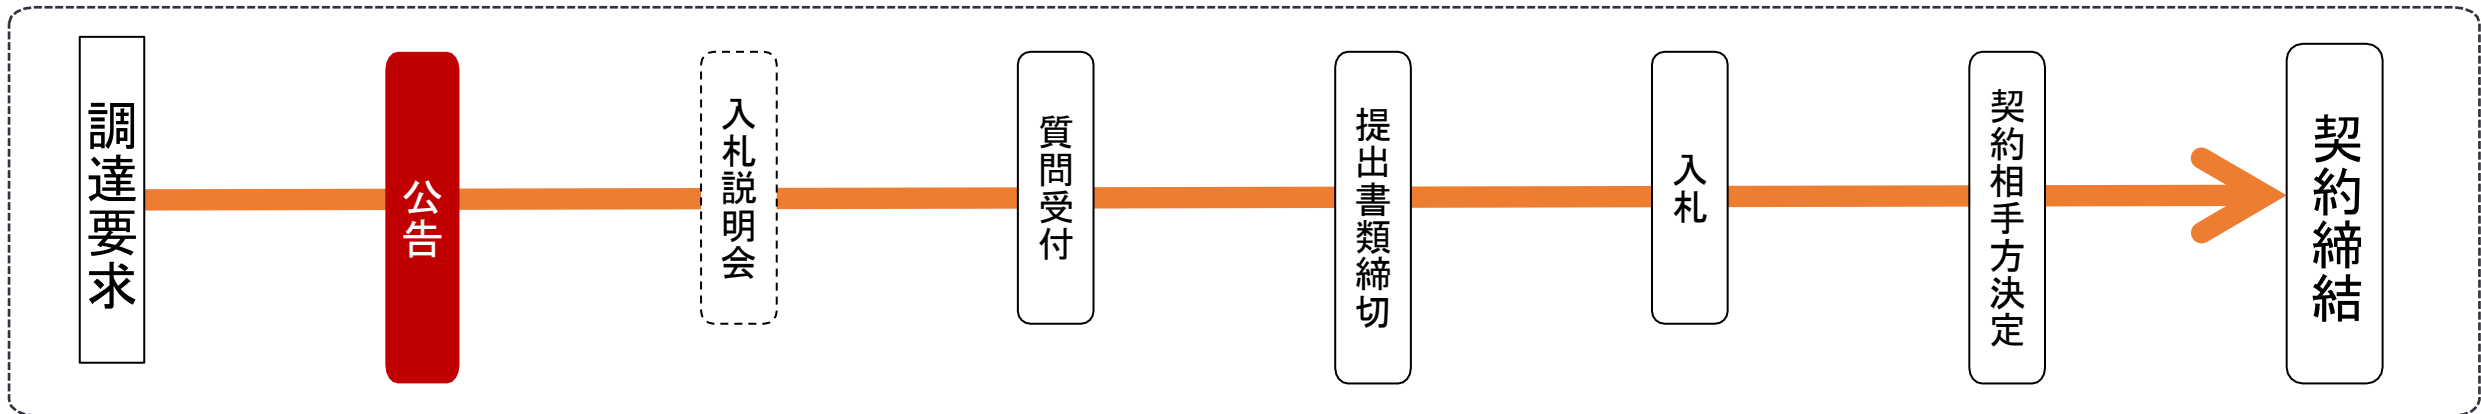 調達要求
公告
入札説明会
質問受付
提出書類締切
入札
契約相手方決定
契約締結